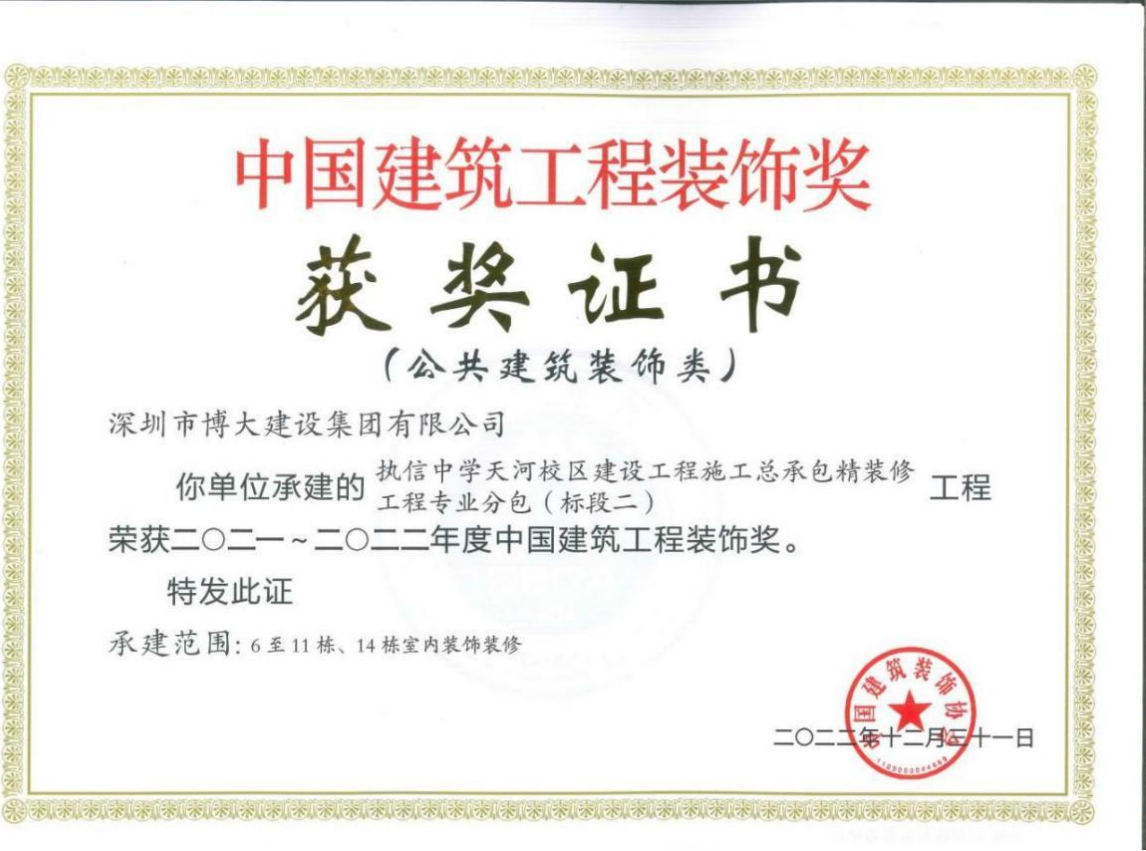 中国建筑工程装饰奖
获奖证书
（公共建筑装饰类）
深圳市博大建设集团有限公司
你单位承建的 执信中学天河校区建设工程施工总承包精装修
工程专业分包（标段二） 工程
荣获二〇二一～二〇二二年度中国建筑工程装饰奖。
特发此证
承建范围：6至11栋、14栋室内装饰装修
中国建筑装饰协会
二〇二二年十二月三十一日